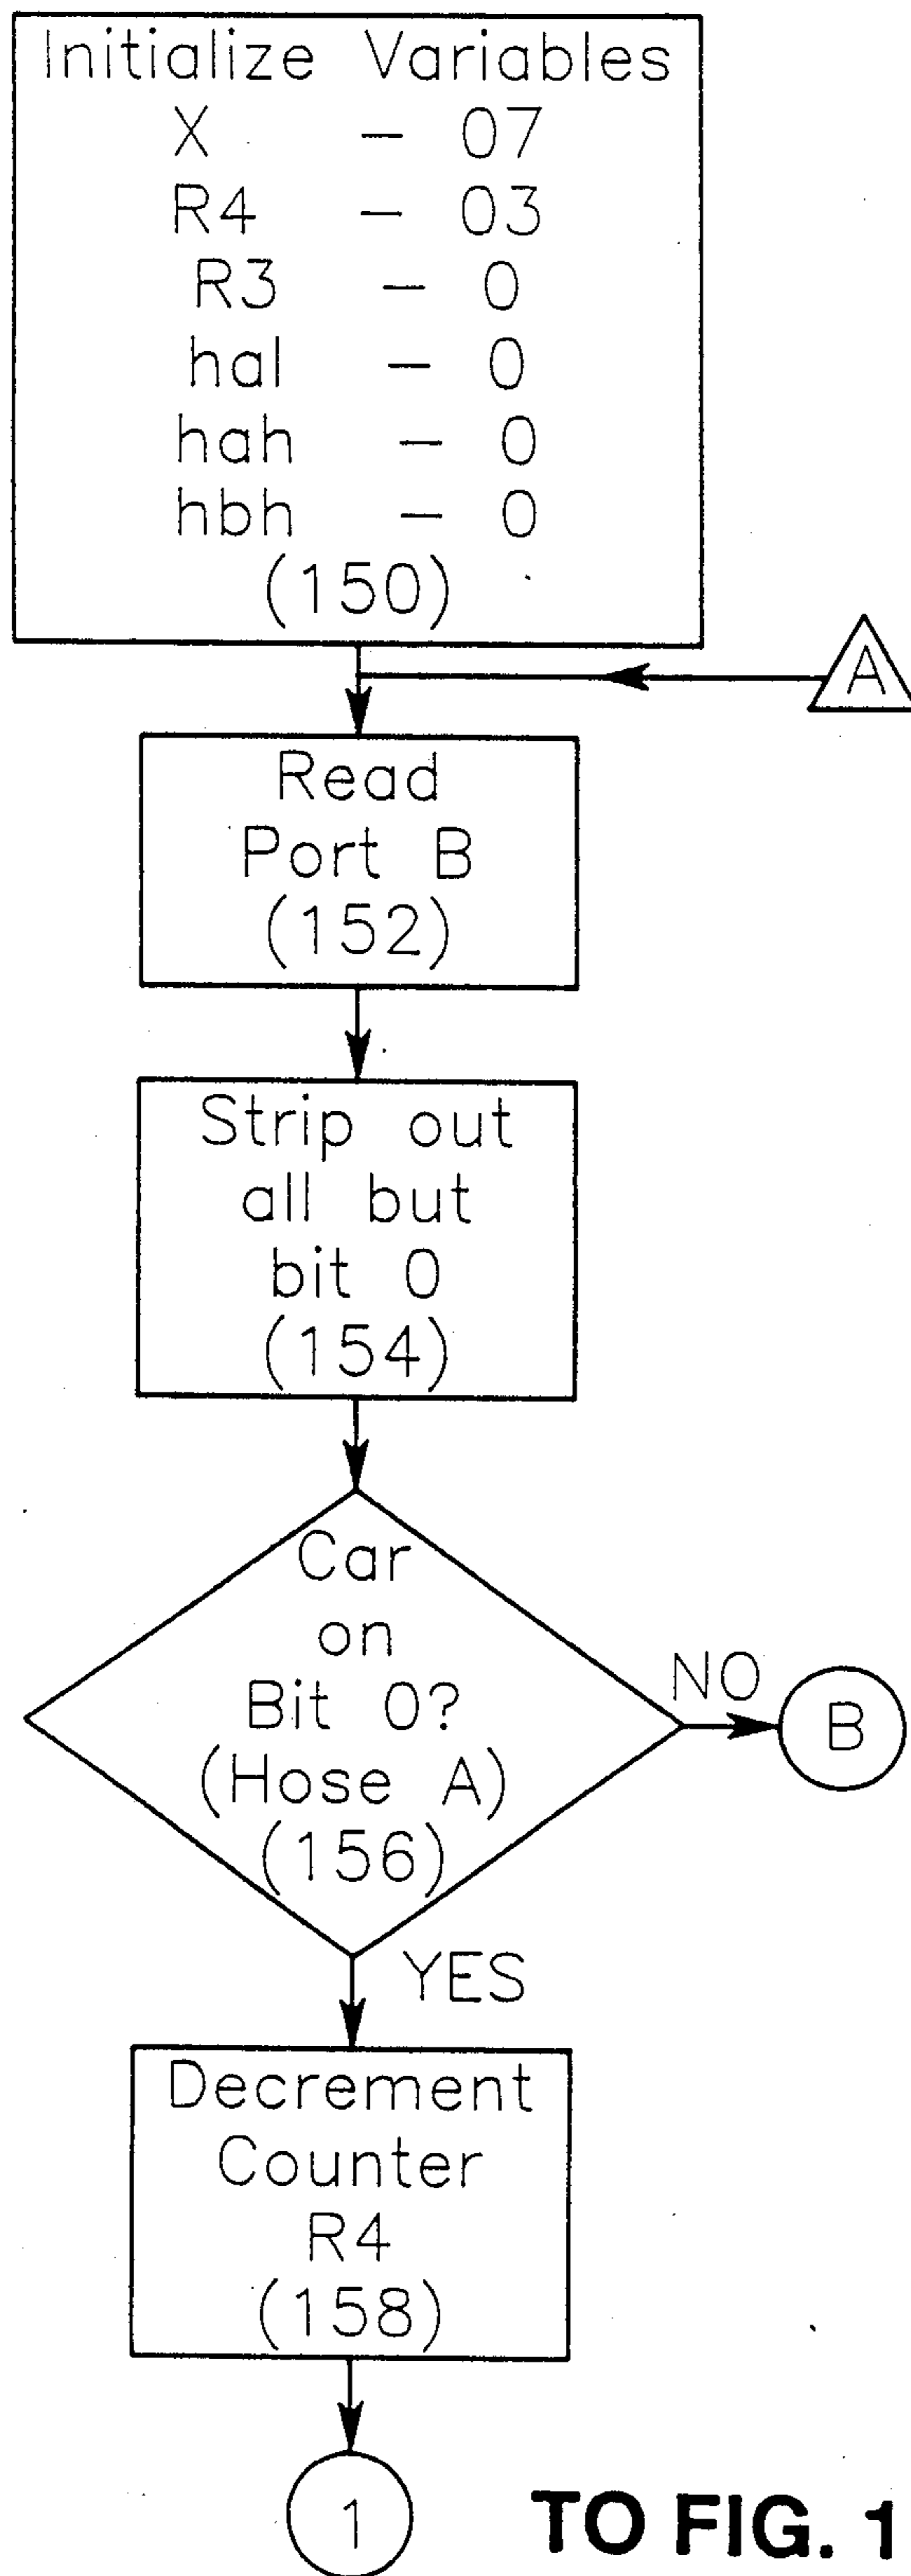 Initialize Variables
X - 07
R4 - 03
R3 - 0
hal - 0
hah - 0
hbh - 0
(150)
A
Read
Port B
(152)
Strip out
all but
bit 0
(154)
Car
on
Bit 0?
(Hose A)
(156)
NO
B
YES
Decrement
Counter
R4
(158)
1
TO FIG. 1